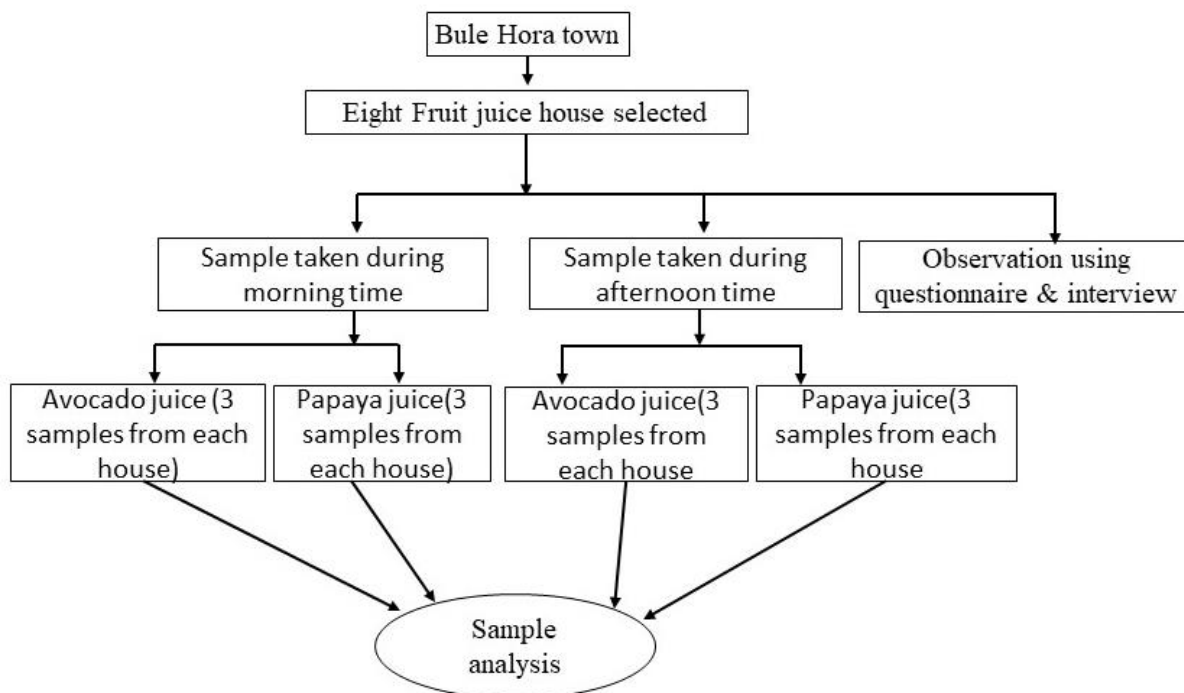 Bule Hora town
Eight Fruit juice house selected
Sample taken during
morning time
Sample taken during
afternoon time
Observation using
questionnaire & interview
Avocado juice (3
samples from each
house)
Papaya juice(3
samples from
each house)
Avocado juice(3
samples from
each house
Papaya juice(3
samples from each
house
Sample
analysis